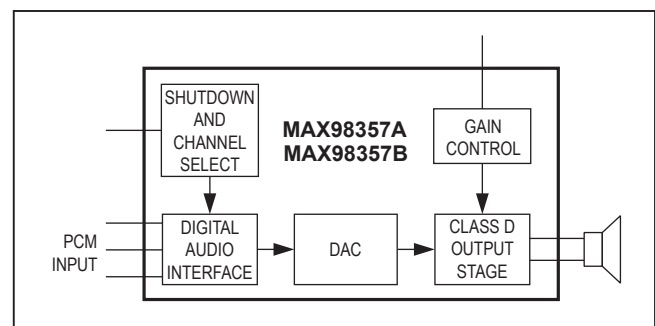 SHUTDOWN
AND
CHANNEL
SELECT
MAX98357A
MAX98357B
GAIN
CONTROL
PCM
INPUT
DIGITAL
AUDIO
INTERFACE
DAC
CLASS D
OUTPUT
STAGE